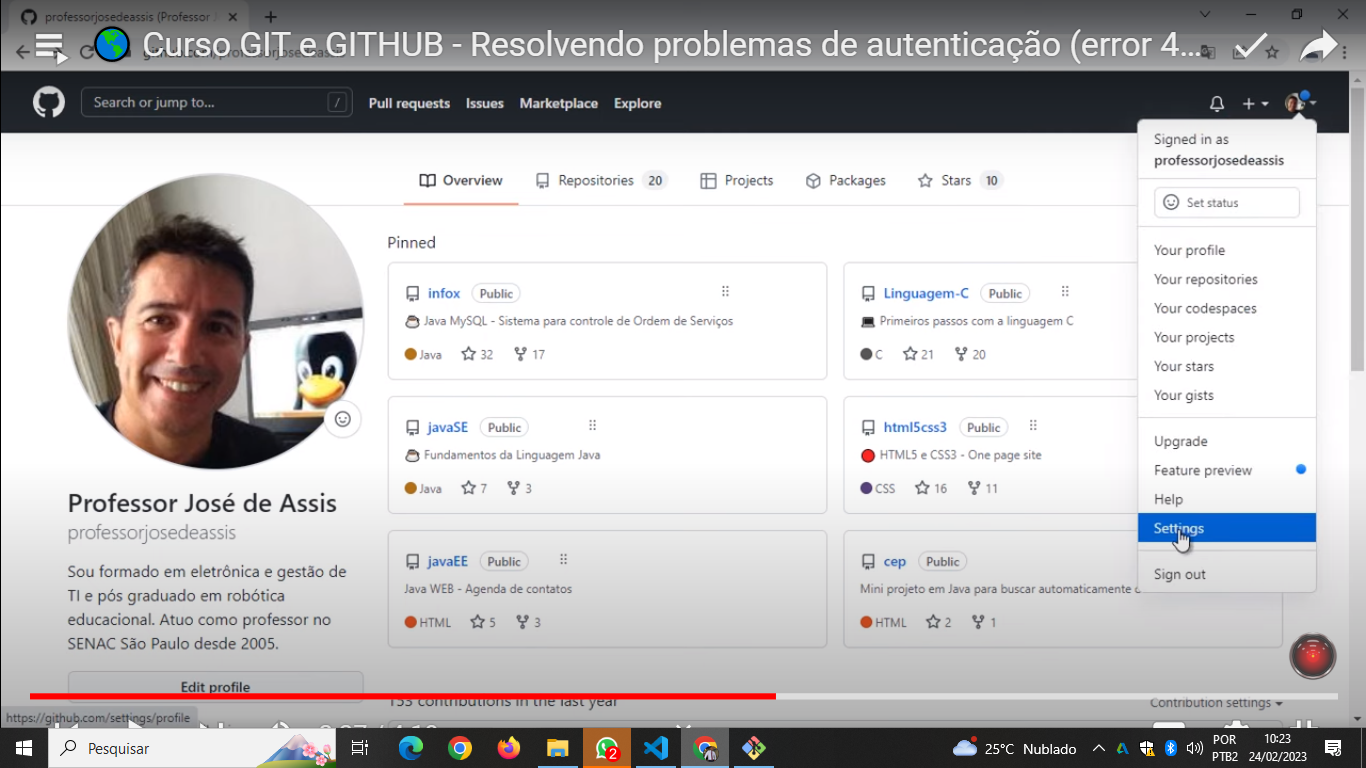 professorjosedeassis (Professor
Curso GIT e GITHUB - Resolvendo problemas de autenticação (error 4...
Search or jump to...
/
Pull requests
Issues
Marketplace
Explore
Signed in as
professorjosedeassis
Set status
Your profile
Your repositories
Your codespaces
Your projects
Your stars
Your gists
Upgrade
Feature preview
Help
Settings
Sign out
Overview
Repositories 20
Projects
Packages
Stars 10
Pinned
infox Public
Java MySQL - Sistema para controle de Ordem de Serviços
Java 32 17
Linguagem-C Public
Primeiros passos com a linguagem C
C 21 20
javaSE Public
Fundamentos da Linguagem Java
Java 7 3
html5css3 Public
HTML5 e CSS3 - One page site
CSS 16 11
javaEE Public
Java WEB - Agenda de contatos
HTML 5 3
cep Public
Mini projeto em Java para buscar automaticamente
HTML 2 1
Professor José de Assis
professorjosedeassis
Sou formado em eletrônica e gestão de
TI e pós graduado em robótica
educacional. Atuo como professor no
SENAC São Paulo desde 2005.
Edit profile
contributions in the last year
Contribution settings
https://github.com/settings/profile
Pesquisar
2
25°C Nublado
POR
PTB2
10:23
24/02/2023